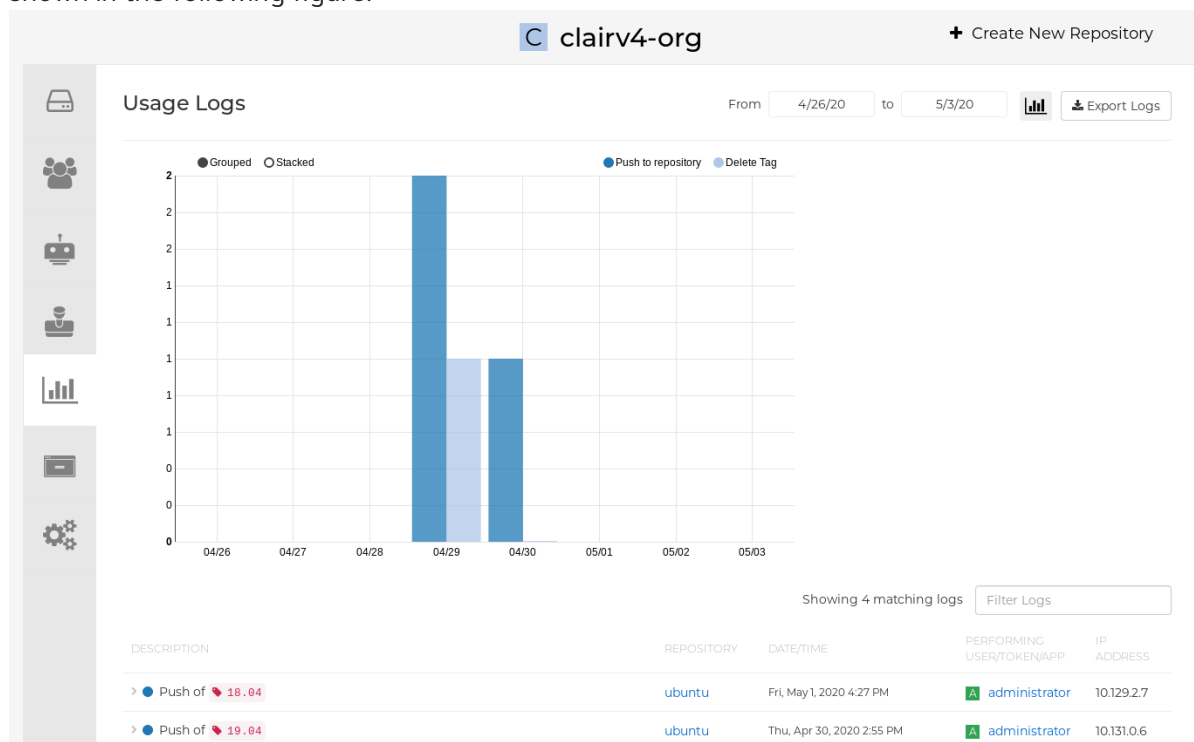 shown in the following figure:
C clairv4-org
+ Create New Repository
Usage Logs
From 4/26/20 to 5/3/20 Export Logs
Grouped Stacked Push to repository Delete Tag
2
2
2
1
1
1
1
1
0
0
0
04/26 04/27 04/28 04/29 04/30 05/01 05/02 05/03
Showing 4 matching logs Filter Logs
DESCRIPTION REPOSITORY DATE/TIME PERFORMING USER/TOKEN/APP IP ADDRESS
Push of 18.04 ubuntu Fri, May 1, 2020 4:27 PM A administrator 10.129.2.7
Push of 19.04 ubuntu Thu, Apr 30, 2020 2:55 PM A administrator 10.131.0.6